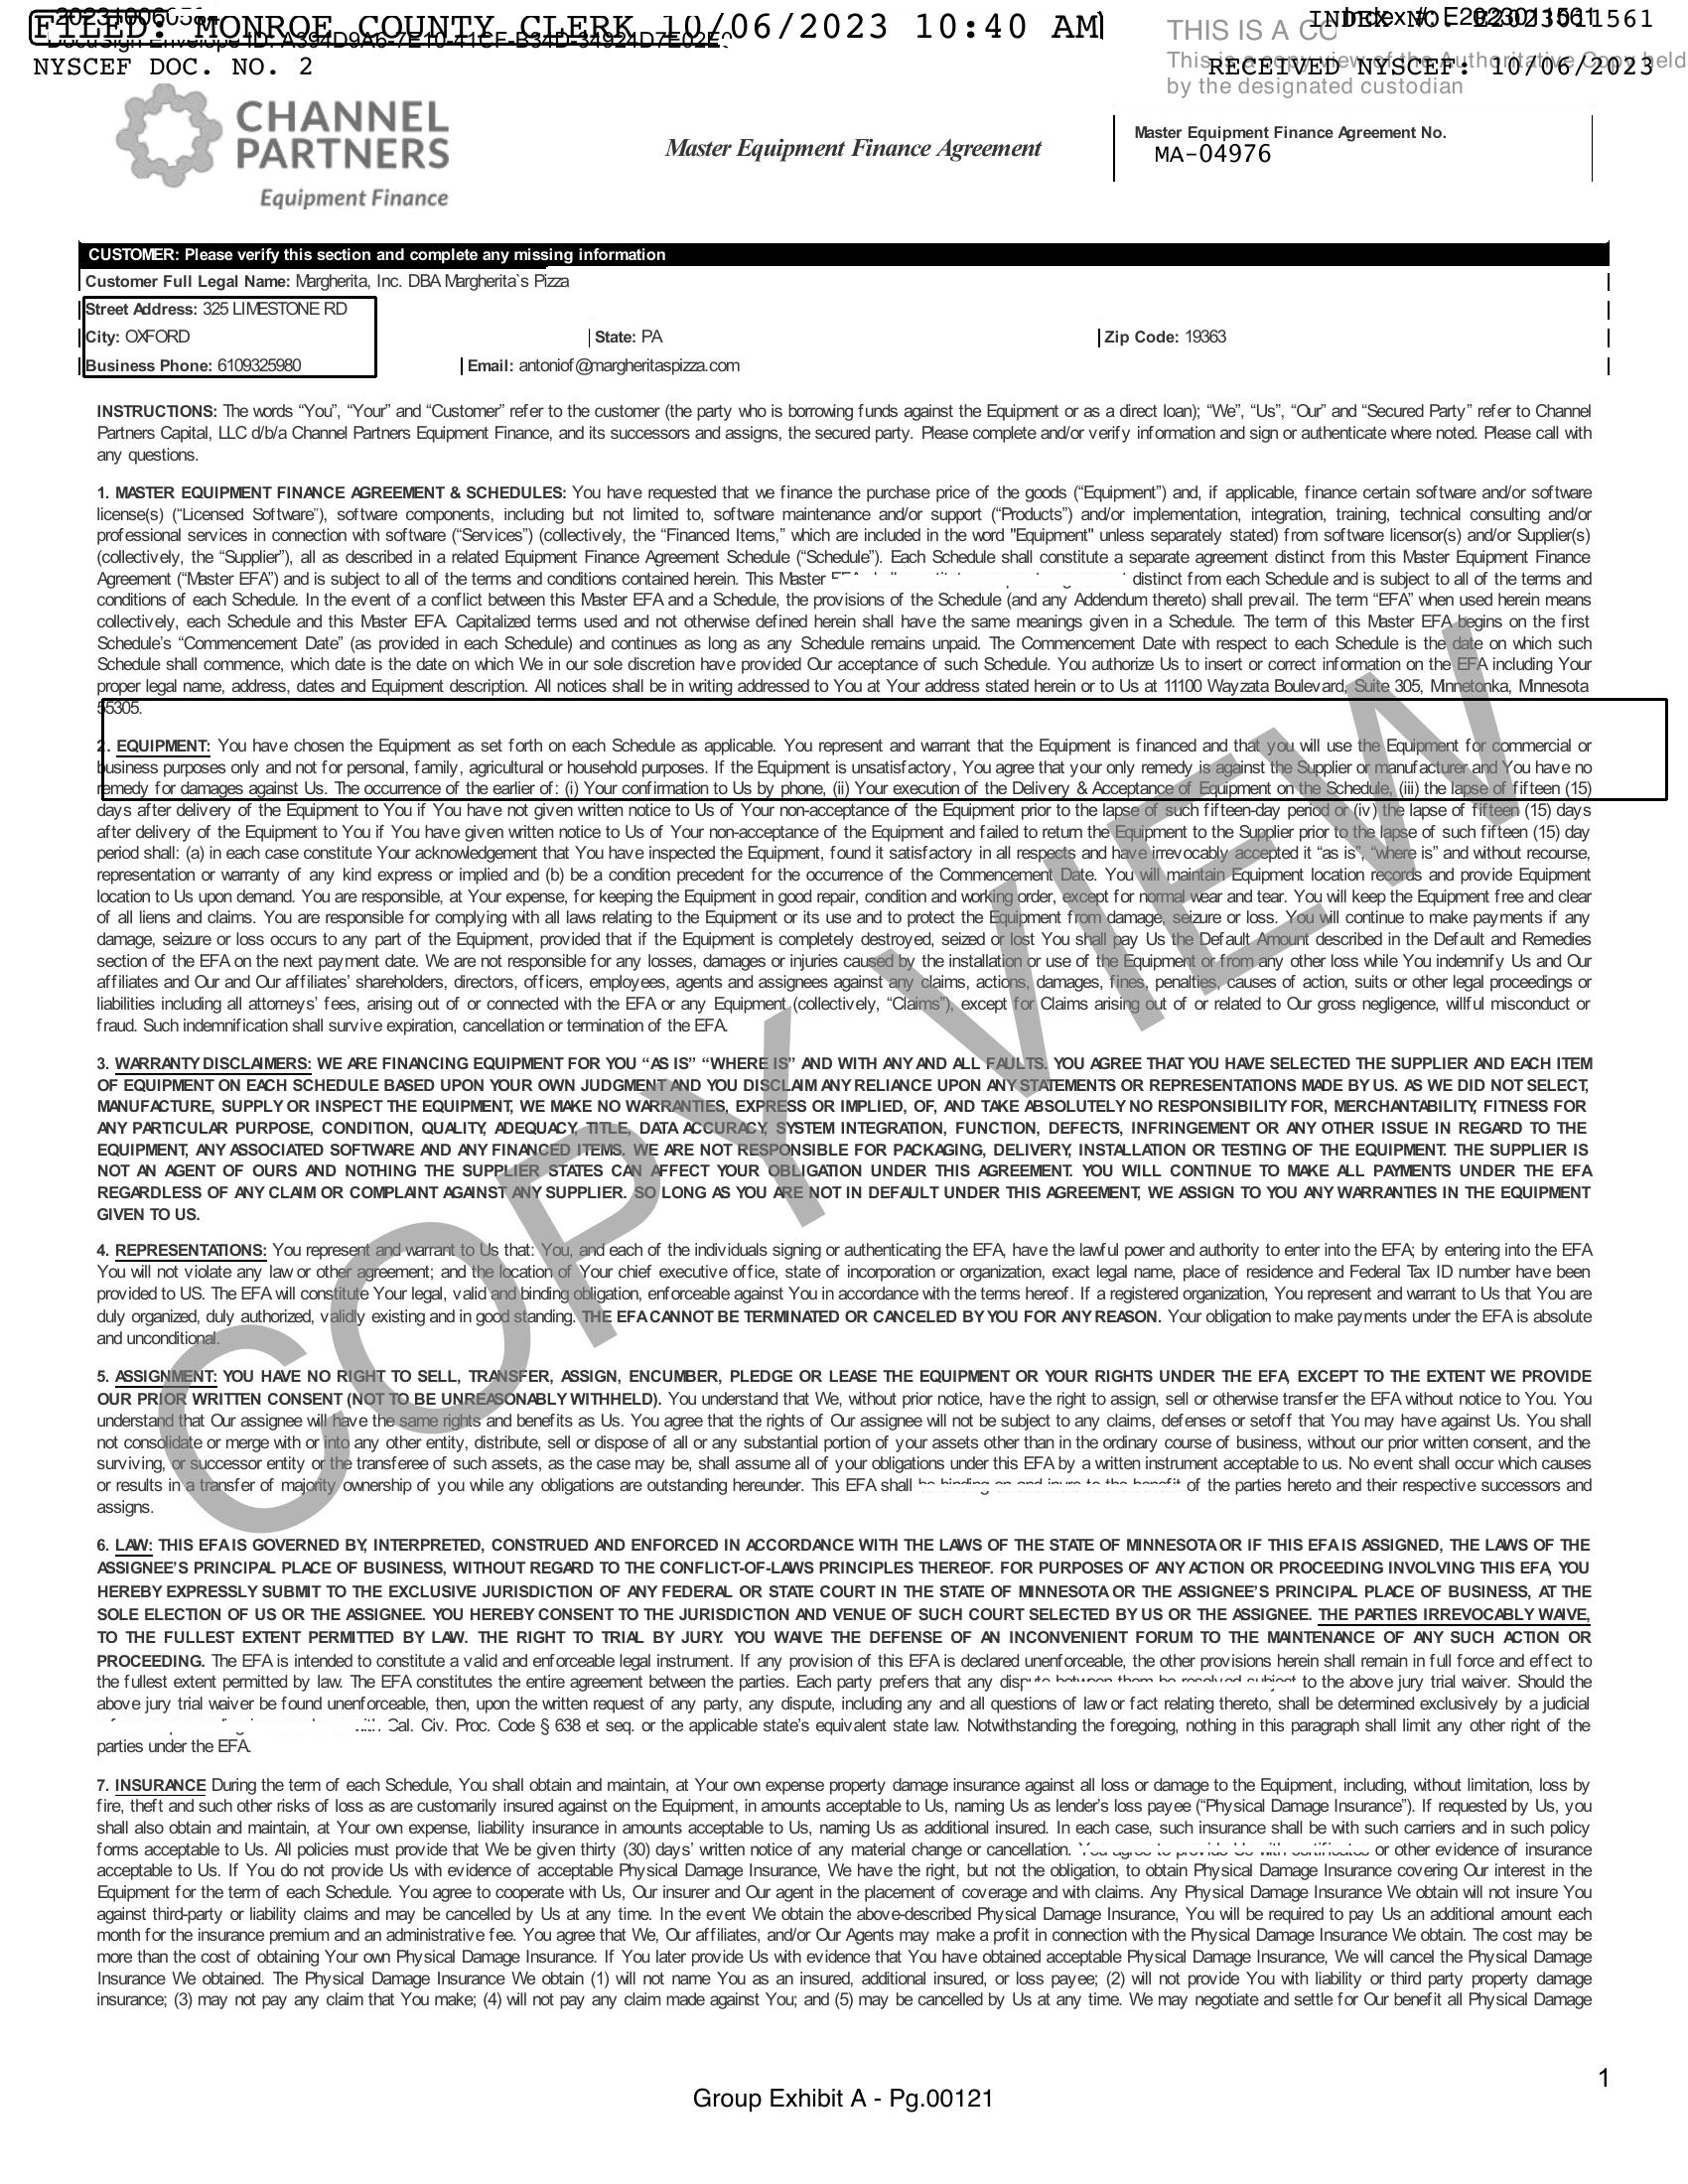 FILED: MONROE COUNTY CLERK 10/06/2023 10:40 AM
INDEX NO. E2023011561
NYSCEF DOC. NO. 2
RECEIVED NYSCEF: 10/06/2023
THIS IS A
This is a copy view of the Authoritative Copy held
by the designated custodian
CHANNEL
PARTNERS
Equipment Finance
Master Equipment Finance Agreement
Master Equipment Finance Agreement No.
MA-04976
CUSTOMER: Please verify this section and complete any missing information
Customer Full Legal Name: Margherita, Inc. DBA Margherita`s Pizza
Street Address: 325 LIMESTONE RD
City: OXFORD State: PA Zip Code: 19363
Business Phone: 6109325980 Email: antoniof@margheritaspizza.com
INSTRUCTIONS: The words “You”, “Your” and “Customer” refer to the customer (the party who is borrowing funds against the Equipment or as a direct loan); “We”, “Us”, “Our” and “Secured Party” refer to Channel
Partners Capital, LLC d/b/a Channel Partners Equipment Finance, and its successors and assigns, the secured party. Please complete and/or verify information and sign or authenticate where noted. Please call with
any questions.
1. MASTER EQUIPMENT FINANCE AGREEMENT & SCHEDULES: You have requested that we finance the purchase price of the goods (“Equipment”) and, if applicable, finance certain software and/or software
license(s) (“Licensed Software”), software components, including but not limited to, software maintenance and/or support (“Products”) and/or implementation, integration, training, technical consulting and/or
professional services in connection with software (“Services”) (collectively, the “Financed Items,” which are included in the word "Equipment" unless separately stated) from software licensor(s) and/or Supplier(s)
(collectively, the “Supplier”), all as described in a related Equipment Finance Agreement Schedule (“Schedule”). Each Schedule shall constitute a separate agreement distinct from this Master Equipment Finance
Agreement (“Master EFA”) and is subject to all of the terms and conditions contained herein. This Master distinct from each Schedule and is subject to all of the terms and
conditions of each Schedule. In the event of a conflict between this Master EFA and a Schedule, the provisions of the Schedule (and any Addendum thereto) shall prevail. The term “EFA” when used herein means
collectively, each Schedule and this Master EFA. Capitalized terms used and not otherwise defined herein shall have the same meanings given in a Schedule. The term of this Master EFA begins on the first
Schedule’s “Commencement Date” (as provided in each Schedule) and continues as long as any Schedule remains unpaid. The Commencement Date with respect to each Schedule is the date on which such
Schedule shall commence, which date is the date on which We in our sole discretion have provided Our acceptance of such Schedule. You authorize Us to insert or correct information on the EFA including Your
proper legal name, address, dates and Equipment description. All notices shall be in writing addressed to You at Your address stated herein or to Us at 11100 Wayzata Boulevard, Suite 305, Minnetonka, Minnesota
55305.
2. EQUIPMENT: You have chosen the Equipment as set forth on each Schedule as applicable. You represent and warrant that the Equipment is financed and that you will use the Equipment for commercial or
business purposes only and not for personal, family, agricultural or household purposes. If the Equipment is unsatisfactory, You agree that your only remedy is against the Supplier or manufacturer and You have no
remedy for damages against Us. The occurrence of the earlier of: (i) Your confirmation to Us by phone, (ii) Your execution of the Delivery & Acceptance of Equipment on the Schedule, (iii) the lapse of fifteen (15)
days after delivery of the Equipment to You if You have not given written notice to Us of Your non-acceptance of the Equipment prior to the lapse of such fifteen-day period or (iv) the lapse of fifteen (15) days
after delivery of the Equipment to You if You have given written notice to Us of Your non-acceptance of the Equipment and failed to return the Equipment to the Supplier prior to the lapse of such fifteen (15) day
period shall: (a) in each case constitute Your acknowledgement that You have inspected the Equipment, found it satisfactory in all respects and have irrevocably accepted it “as is”, “where is” and without recourse,
representation or warranty of any kind express or implied and (b) be a condition precedent for the occurrence of the Commencement Date. You will maintain Equipment location records and provide Equipment
location to Us upon demand. You are responsible, at Your expense, for keeping the Equipment in good repair, condition and working order, except for normal wear and tear. You will keep the Equipment free and clear
of all liens and claims. You are responsible for complying with all laws relating to the Equipment or its use and to protect the Equipment from damage, seizure or loss. You will continue to make payments if any
damage, seizure or loss occurs to any part of the Equipment, provided that if the Equipment is completely destroyed, seized or lost You shall pay Us the Default Amount described in the Default and Remedies
section of the EFA on the next payment date. We are not responsible for any losses, damages or injuries caused by the installation or use of the Equipment or from any other loss while You indemnify Us and Our
affiliates and Our and Our affiliates’ shareholders, directors, officers, employees, agents and assignees against any claims, actions, damages, fines, penalties, causes of action, suits or other legal proceedings or
liabilities including all attorneys’ fees, arising out of or connected with the EFA or any Equipment (collectively, “Claims”), except for Claims arising out of or related to Our gross negligence, willful misconduct or
fraud. Such indemnification shall survive expiration, cancellation or termination of the EFA.
3. WARRANTY DISCLAIMERS: WE ARE FINANCING EQUIPMENT FOR YOU “AS IS” “WHERE IS” AND WITH ANY AND ALL FAULTS. YOU AGREE THAT YOU HAVE SELECTED THE SUPPLIER AND EACH ITEM
OF EQUIPMENT ON EACH SCHEDULE BASED UPON YOUR OWN JUDGMENT AND YOU DISCLAIM ANY RELIANCE UPON ANY STATEMENTS OR REPRESENTATIONS MADE BY US. AS WE DID NOT SELECT,
MANUFACTURE, SUPPLY OR INSPECT THE EQUIPMENT, WE MAKE NO WARRANTIES, EXPRESS OR IMPLIED, OF, AND TAKE ABSOLUTELY NO RESPONSIBILITY FOR, MERCHANTABILITY, FITNESS FOR
ANY PARTICULAR PURPOSE, CONDITION, QUALITY, ADEQUACY, TITLE, DATA ACCURACY, SYSTEM INTEGRATION, FUNCTION, DEFECTS, INFRINGEMENT OR ANY OTHER ISSUE IN REGARD TO THE
EQUIPMENT, ANY ASSOCIATED SOFTWARE AND ANY FINANCED ITEMS. WE ARE NOT RESPONSIBLE FOR PACKAGING, DELIVERY, INSTALLATION OR TESTING OF THE EQUIPMENT. THE SUPPLIER IS
NOT AN AGENT OF OURS AND NOTHING THE SUPPLIER STATES CAN AFFECT YOUR OBLIGATION UNDER THIS AGREEMENT. YOU WILL CONTINUE TO MAKE ALL PAYMENTS UNDER THE EFA
REGARDLESS OF ANY CLAIM OR COMPLAINT AGAINST ANY SUPPLIER. SO LONG AS YOU ARE NOT IN DEFAULT UNDER THIS AGREEMENT, WE ASSIGN TO YOU ANY WARRANTIES IN THE EQUIPMENT
GIVEN TO US.
4. REPRESENTATIONS: You represent and warrant to Us that: You, and each of the individuals signing or authenticating the EFA, have the lawful power and authority to enter into the EFA; by entering into the EFA
You will not violate any law or other agreement; and the location of Your chief executive office, state of incorporation or organization, exact legal name, place of residence and Federal Tax ID number have been
provided to US. The EFA will constitute Your legal, valid and binding obligation, enforceable against You in accordance with the terms hereof. If a registered organization, You represent and warrant to Us that You are
duly organized, duly authorized, validly existing and in good standing. THE EFA CANNOT BE TERMINATED OR CANCELED BY YOU FOR ANY REASON. Your obligation to make payments under the EFA is absolute
and unconditional.
5. ASSIGNMENT: YOU HAVE NO RIGHT TO SELL, TRANSFER, ASSIGN, ENCUMBER, PLEDGE OR LEASE THE EQUIPMENT OR YOUR RIGHTS UNDER THE EFA, EXCEPT TO THE EXTENT WE PROVIDE
OUR PRIOR WRITTEN CONSENT (NOT TO BE UNREASONABLY WITHHELD). You understand that We, without prior notice, have the right to assign, sell or otherwise transfer the EFA without notice to You. You
understand that Our assignee will have the same rights and benefits as Us. You agree that the rights of Our assignee will not be subject to any claims, defenses or setoff that You may have against Us. You shall
not consolidate or merge with or into any other entity, distribute, sell or dispose of all or any substantial portion of your assets other than in the ordinary course of business, without our prior written consent, and the
surviving, or successor entity or the transferee of such assets, as the case may be, shall assume all of your obligations under this EFA by a written instrument acceptable to us. No event shall occur which causes
or results in a transfer of majority ownership of you while any obligations are outstanding hereunder. This EFA shall of the parties hereto and their respective successors and
assigns.
6. LAW: THIS EFA IS GOVERNED BY, INTERPRETED, CONSTRUED AND ENFORCED IN ACCORDANCE WITH THE LAWS OF THE STATE OF MINNESOTA OR IF THIS EFA IS ASSIGNED, THE LAWS OF THE
ASSIGNEE’S PRINCIPAL PLACE OF BUSINESS, WITHOUT REGARD TO THE CONFLICT-OF-LAWS PRINCIPLES THEREOF. FOR PURPOSES OF ANY ACTION OR PROCEEDING INVOLVING THIS EFA, YOU
HEREBY EXPRESSLY SUBMIT TO THE EXCLUSIVE JURISDICTION OF ANY FEDERAL OR STATE COURT IN THE STATE OF MINNESOTA OR THE ASSIGNEE’S PRINCIPAL PLACE OF BUSINESS, AT THE
SOLE ELECTION OF US OR THE ASSIGNEE. YOU HEREBY CONSENT TO THE JURISDICTION AND VENUE OF SUCH COURT SELECTED BY US OR THE ASSIGNEE. THE PARTIES IRREVOCABLY WAIVE,
TO THE FULLEST EXTENT PERMITTED BY LAW. THE RIGHT TO TRIAL BY JURY. YOU WAIVE THE DEFENSE OF AN INCONVENIENT FORUM TO THE MAINTENANCE OF ANY SUCH ACTION OR
PROCEEDING. The EFA is intended to constitute a valid and enforceable legal instrument. If any provision of this EFA is declared unenforceable, the other provisions herein shall remain in full force and effect to
the fullest extent permitted by law. The EFA constitutes the entire agreement between the parties. Each party prefers that any dispute between them be resolved subject to the above jury trial waiver. Should the
above jury trial waiver be found unenforceable, then, upon the written request of any party, any dispute, including any and all questions of law or fact relating thereto, shall be determined exclusively by a judicial
Cal. Civ. Proc. Code § 638 et seq. or the applicable state’s equivalent state law. Notwithstanding the foregoing, nothing in this paragraph shall limit any other right of the
parties under the EFA.
7. INSURANCE During the term of each Schedule, You shall obtain and maintain, at Your own expense property damage insurance against all loss or damage to the Equipment, including, without limitation, loss by
fire, theft and such other risks of loss as are customarily insured against on the Equipment, in amounts acceptable to Us, naming Us as lender’s loss payee (“Physical Damage Insurance”). If requested by Us, you
shall also obtain and maintain, at Your own expense, liability insurance in amounts acceptable to Us, naming Us as additional insured. In each case, such insurance shall be with such carriers and in such policy
forms acceptable to Us. All policies must provide that We be given thirty (30) days’ written notice of any material change or cancellation. or other evidence of insurance
acceptable to Us. If You do not provide Us with evidence of acceptable Physical Damage Insurance, We have the right, but not the obligation, to obtain Physical Damage Insurance covering Our interest in the
Equipment for the term of each Schedule. You agree to cooperate with Us, Our insurer and Our agent in the placement of coverage and with claims. Any Physical Damage Insurance We obtain will not insure You
against third-party or liability claims and may be cancelled by Us at any time. In the event We obtain the above-described Physical Damage Insurance, You will be required to pay Us an additional amount each
month for the insurance premium and an administrative fee. You agree that We, Our affiliates, and/or Our Agents may make a profit in connection with the Physical Damage Insurance We obtain. The cost may be
more than the cost of obtaining Your own Physical Damage Insurance. If You later provide Us with evidence that You have obtained acceptable Physical Damage Insurance, We will cancel the Physical Damage
Insurance We obtained. The Physical Damage Insurance We obtain (1) will not name You as an insured, additional insured, or loss payee; (2) will not provide You with liability or third party property damage
insurance; (3) may not pay any claim that You make; (4) will not pay any claim made against You; and (5) may be cancelled by Us at any time. We may negotiate and settle for Our benefit all Physical Damage
COPY VIEW
1
Group Exhibit A - Pg.00121